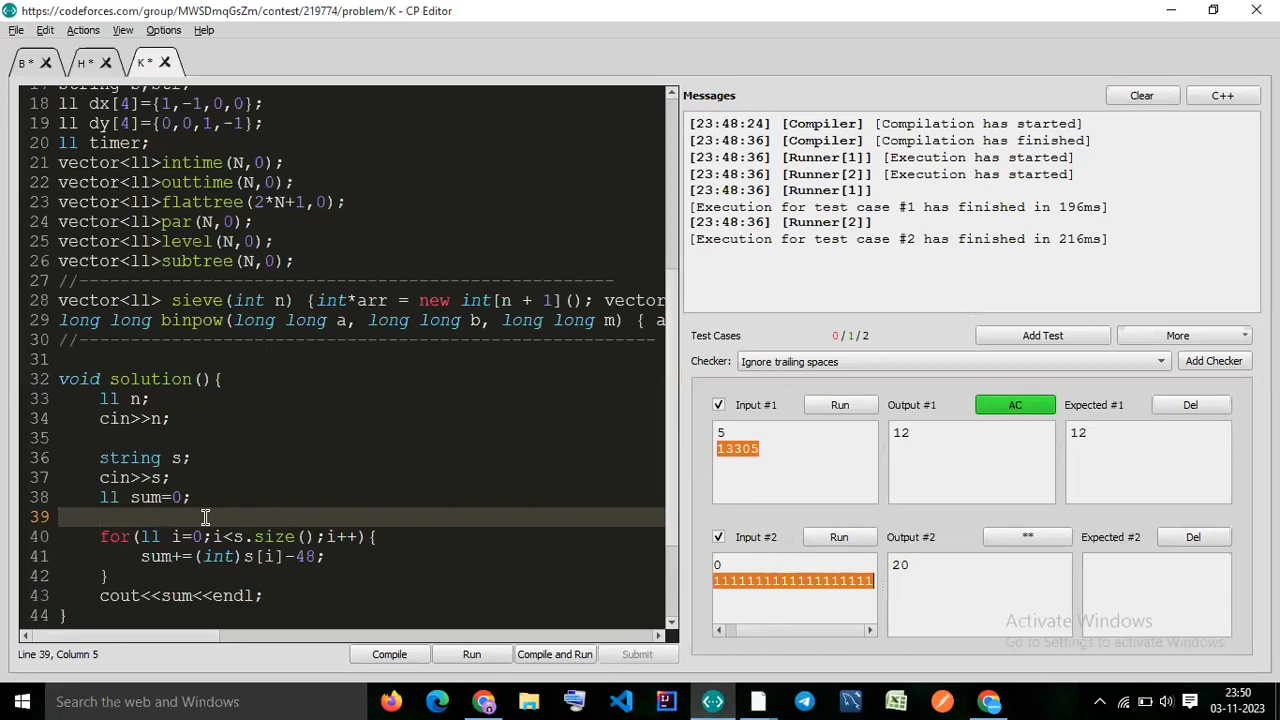 https://codeforces.com/group/MWSDmqGsZm/contest/219774/problem/K - CP Editor
File Edit Actions View Options Help
B * H * K *
18 ll dx[4]={1,-1,0,0};
19 ll dy[4]={0,0,1,-1};
20 ll timer;
21 vector<ll>intime(N,0);
22 vector<ll>outtime(N,0);
23 vector<ll>flattree(2*N+1,0);
24 vector<ll>par(N,0);
25 vector<ll>level(N,0);
26 vector<ll>subtree(N,0);
27 //----------------------------------------------------
28 vector<ll> sieve(int n) {int*arr = new int[n + 1](); vector
29 long long binpow(long long a, long long b, long long m) { a
30 //--------------------------------------------------------
31
32 void solution(){
33 ll n;
34 cin>>n;
35
36 string s;
37 cin>>s;
38 ll sum=0;
39
40 for(ll i=0;i<s.size();i++){
41 sum+=(int)s[i]-48;
42 }
43 cout<<sum<<endl;
44 }
Line 39, Column 5
Compile Run Compile and Run Submit
Messages Clear C++
[23:48:24] [Compiler] [Compilation has started]
[23:48:36] [Compiler] [Compilation has finished]
[23:48:36] [Runner[1]] [Execution has started]
[23:48:36] [Runner[2]] [Execution has started]
[23:48:36] [Runner[1]]
[Execution for test case #1 has finished in 196ms]
[23:48:36] [Runner[2]]
[Execution for test case #2 has finished in 216ms]
Test Cases 0 / 1 / 2 Add Test More
Checker: Ignore trailing spaces Add Checker
Input #1 Run Output #1 AC Expected #1 Del
5 12 12
13305
Input #2 Run Output #2 ** Expected #2 Del
0 20
11111111111111111111
Activate Windows
Go to Settings to activate Windows.
Search the web and Windows
23:50
03-11-2023